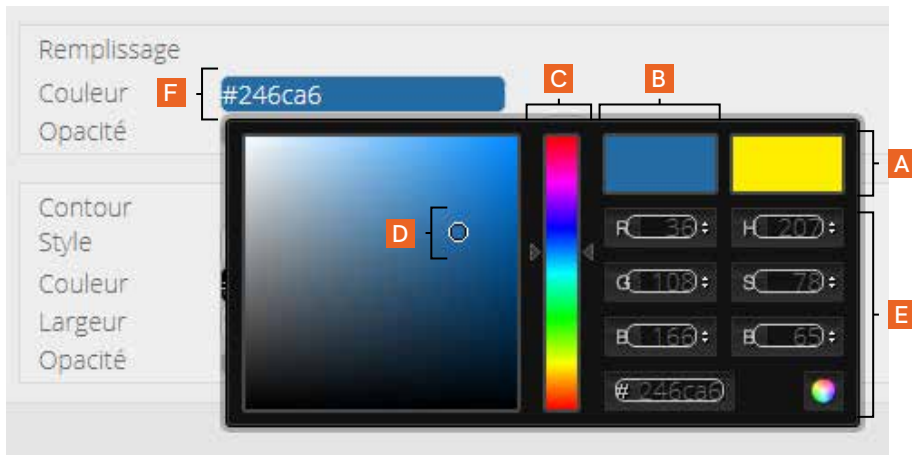 Remplissage
C B
Couleur F #246ca6
Opacité
A
Contour
R 36 H 207
Style D
Couleur
G 108 S 78
Largeur
E
B 166 B 65
Opacité
# 246ca6